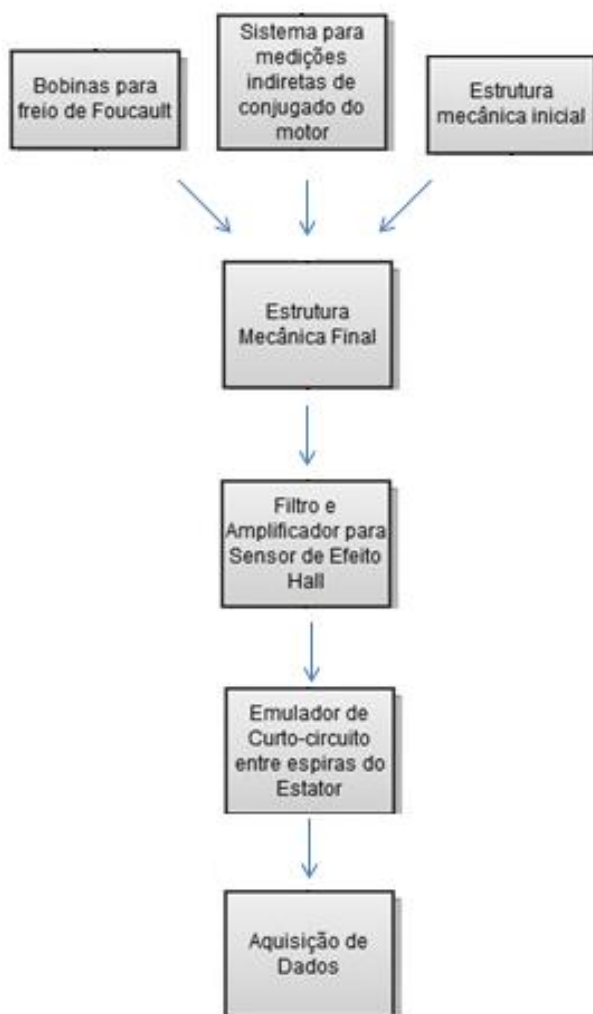 Bobinas para
freio de Foucault
Sistema para
medições
indiretas de
conjugado do
motor
Estrutura
mecânica inicial
Estrutura
Mecânica Final
Filtro e
Amplificador para
Sensor de Efeito
Hall
Emulador de
Curto-circuito
entre espiras do
Estator
Aquisição de
Dados